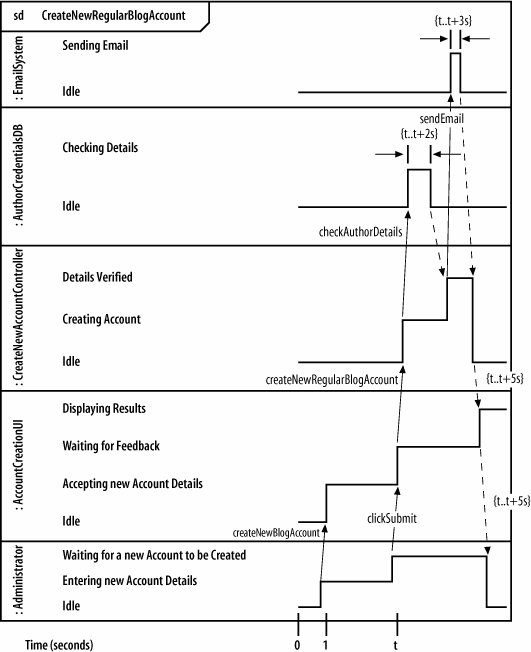 sd CreateNewRegularBlogAccount
{t..t+3s}
: EmailSystem
Sending Email
Idle
sendEmail
{t..t+2s}
: AuthorCredentialsDB
Checking Details
Idle
checkAuthorDetails
: CreateNewAccountController
Details Verified
Creating Account
Idle
createNewRegularBlogAccount
{t..t+5s}
: AccountCreationUI
Displaying Results
Waiting for Feedback
Accepting new Account Details
{t..t+5s}
clickSubmit
Idle
createNewBlogAccount
: Administrator
Waiting for a new Account to be Created
Entering new Account Details
Idle
Time (seconds) 0 1 t